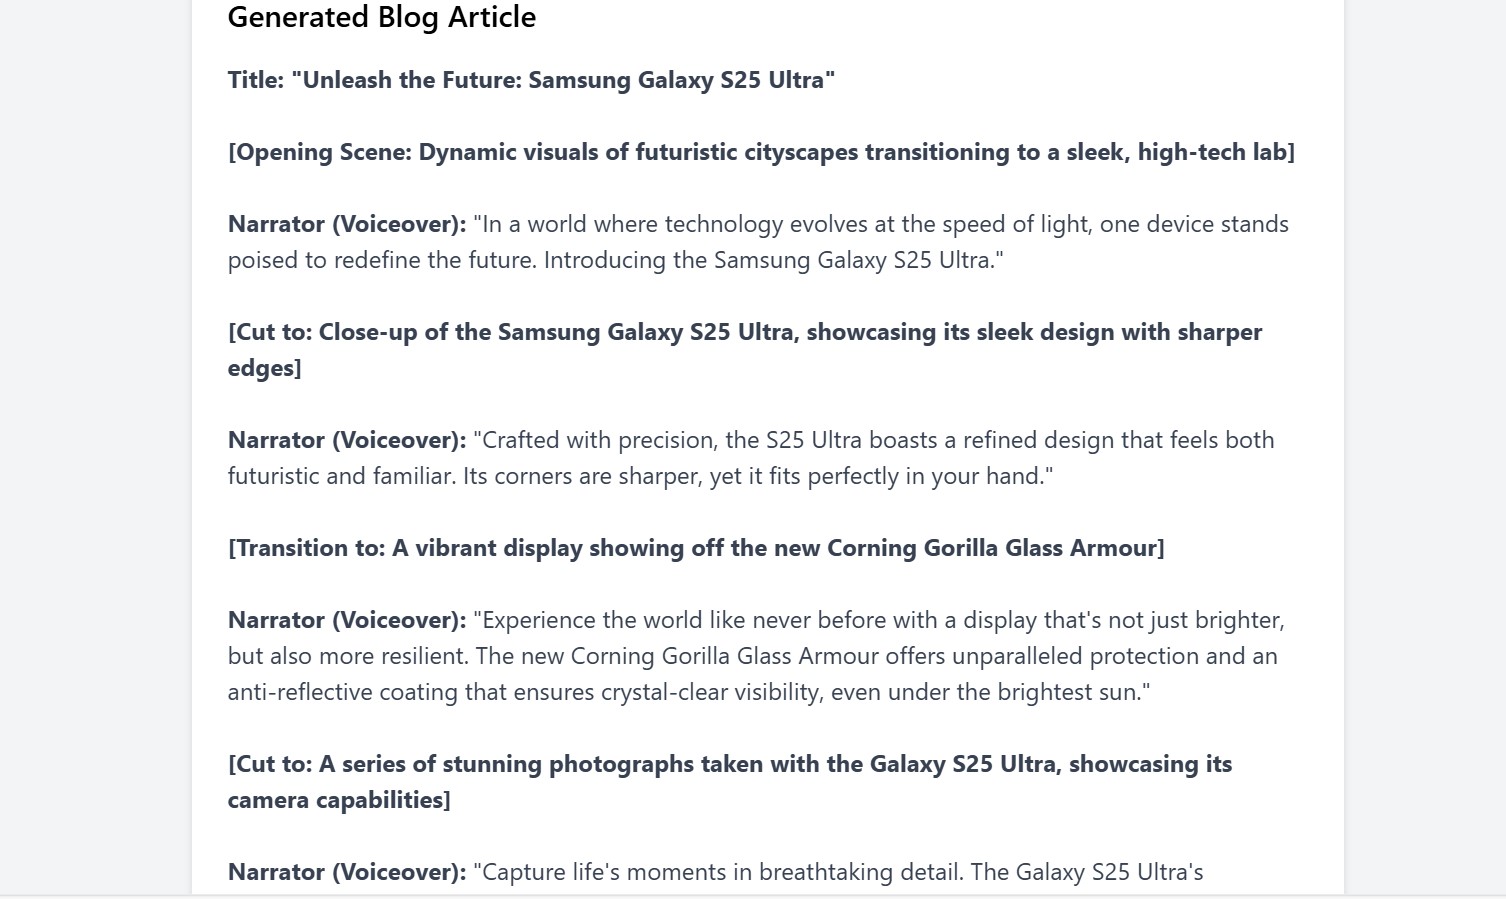 Generated Blog Article
Title: "Unleash the Future: Samsung Galaxy S25 Ultra"
[Opening Scene: Dynamic visuals of futuristic cityscapes transitioning to a sleek, high-tech lab]
Narrator (Voiceover): "In a world where technology evolves at the speed of light, one device stands
poised to redefine the future. Introducing the Samsung Galaxy S25 Ultra."
[Cut to: Close-up of the Samsung Galaxy S25 Ultra, showcasing its sleek design with sharper
edges]
Narrator (Voiceover): "Crafted with precision, the S25 Ultra boasts a refined design that feels both
futuristic and familiar. Its corners are sharper, yet it fits perfectly in your hand."
[Transition to: A vibrant display showing off the new Corning Gorilla Glass Armour]
Narrator (Voiceover): "Experience the world like never before with a display that's not just brighter,
but also more resilient. The new Corning Gorilla Glass Armour offers unparalleled protection and an
anti-reflective coating that ensures crystal-clear visibility, even under the brightest sun."
[Cut to: A series of stunning photographs taken with the Galaxy S25 Ultra, showcasing its
camera capabilities]
Narrator (Voiceover): "Capture life's moments in breathtaking detail. The Galaxy S25 Ultra's